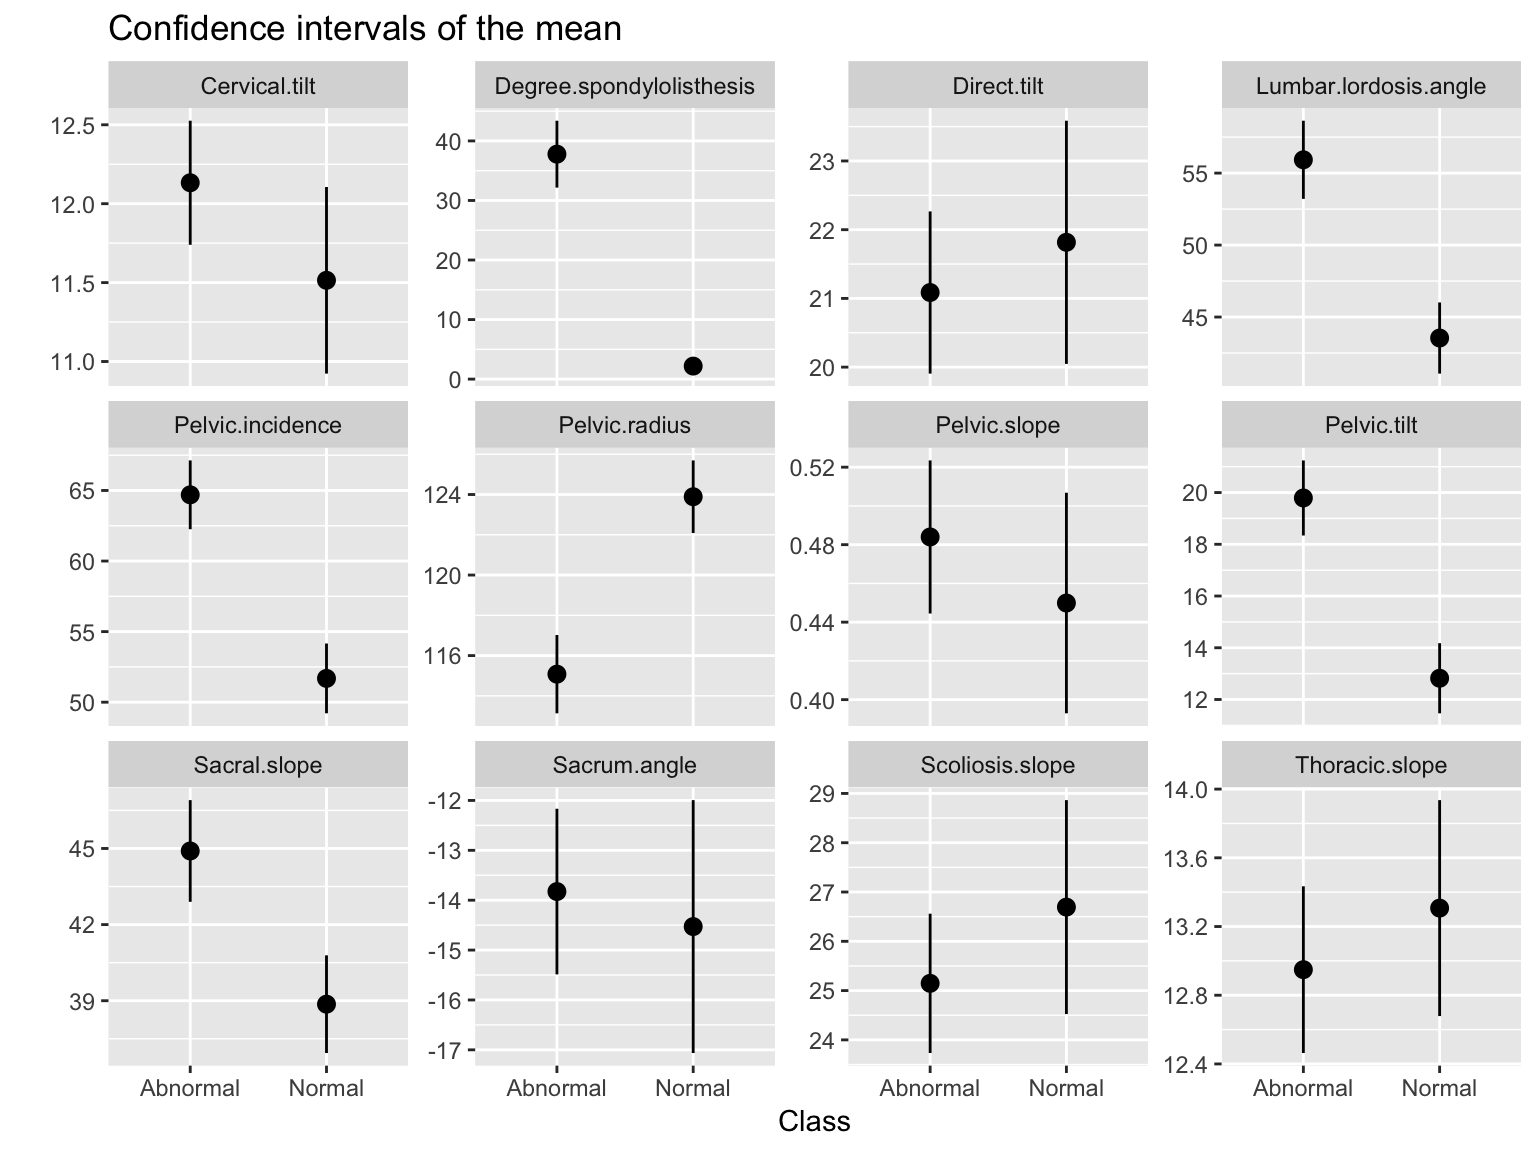 Confidence intervals of the mean
Cervical.tilt
12.5
12.0
11.5
11.0
Degree.spondylolisthesis
40
30
20
10
0
Direct.tilt
23
22
21
20
Lumbar.lordosis.angle
55
50
45
Pelvic.incidence
65
60
55
50
Pelvic.radius
124
120
116
Pelvic.slope
0.52
0.48
0.44
0.40
Pelvic.tilt
20
18
16
14
12
Sacral.slope
45
42
39
Abnormal Normal
Sacrum.angle
-12
-13
-14
-15
-16
-17
Abnormal Normal
Scoliosis.slope
29
28
27
26
25
24
Abnormal Normal
Thoracic.slope
14.0
13.6
13.2
12.8
12.4
Abnormal Normal
Class